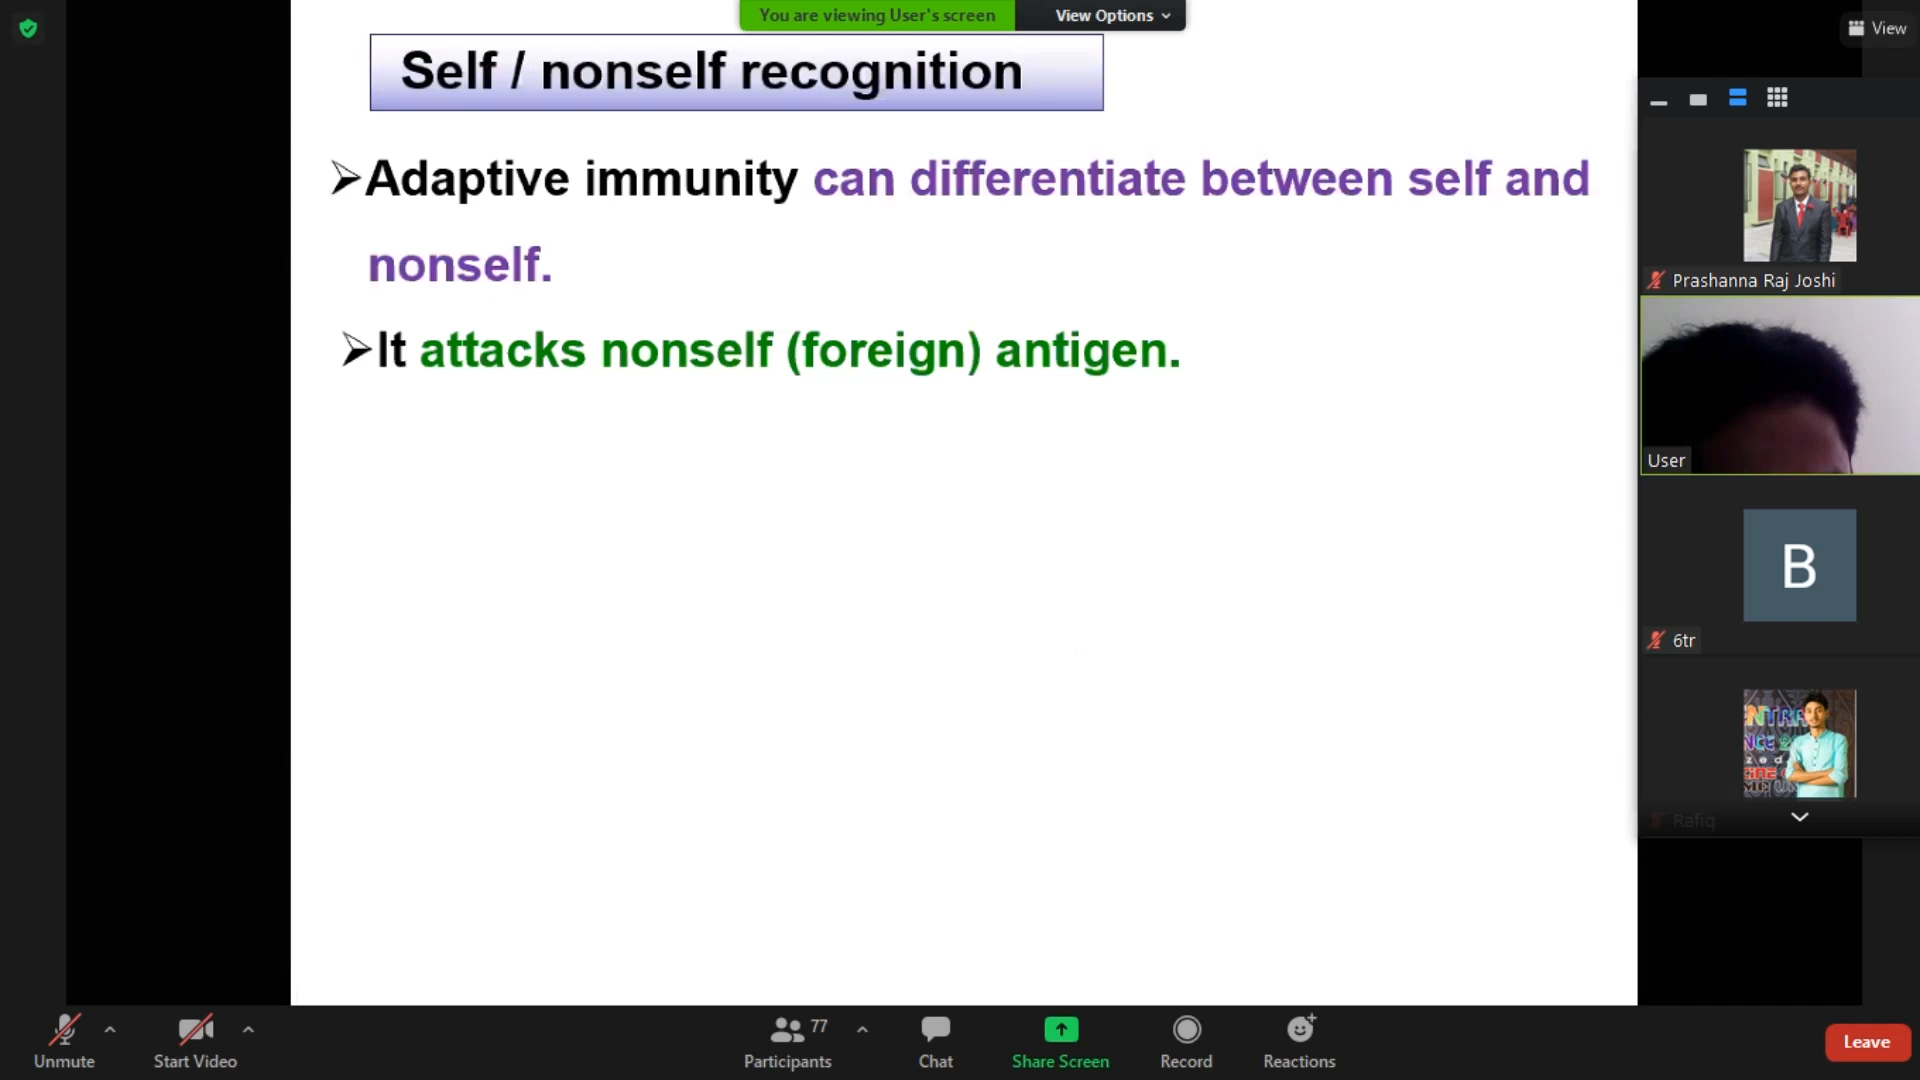 You are viewing User's screen
View Options
View
Self / nonself recognition
➢Adaptive immunity can differentiate between self and
nonself.
➢It attacks nonself (foreign) antigen.
Prashanna Raj Joshi
User
B
6tr
Rafiq
Unmute
Start Video
77
Participants
Chat
Share Screen
Record
Reactions
Leave